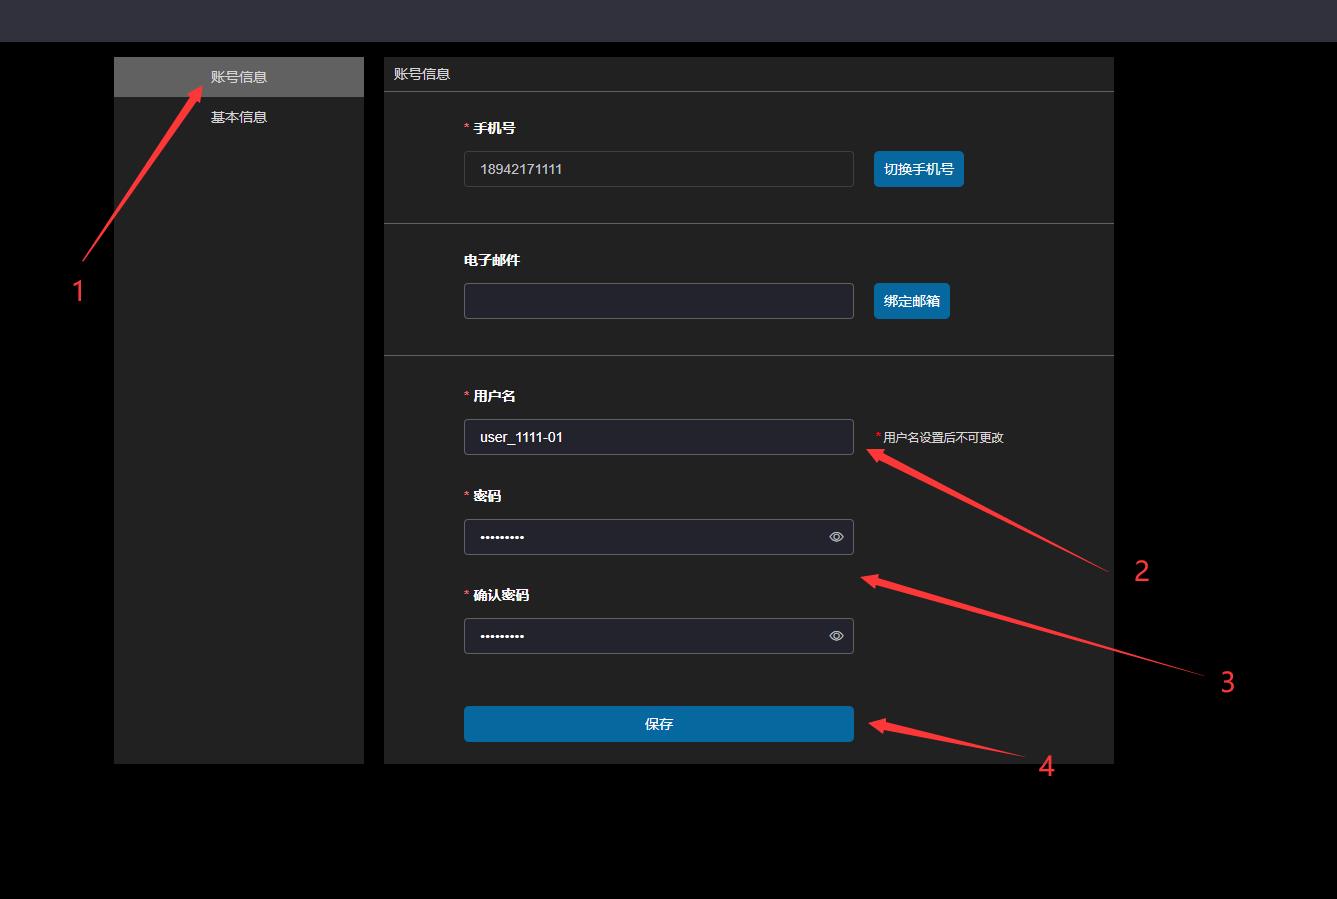 账号信息
基本信息
账号信息
* 手机号
18942171111
切换手机号
电子邮件
绑定邮箱
* 用户名
user_1111-01
* 用户名设置后不可更改
* 密码
•••••••••
* 确认密码
•••••••••
保存
1
2
3
4